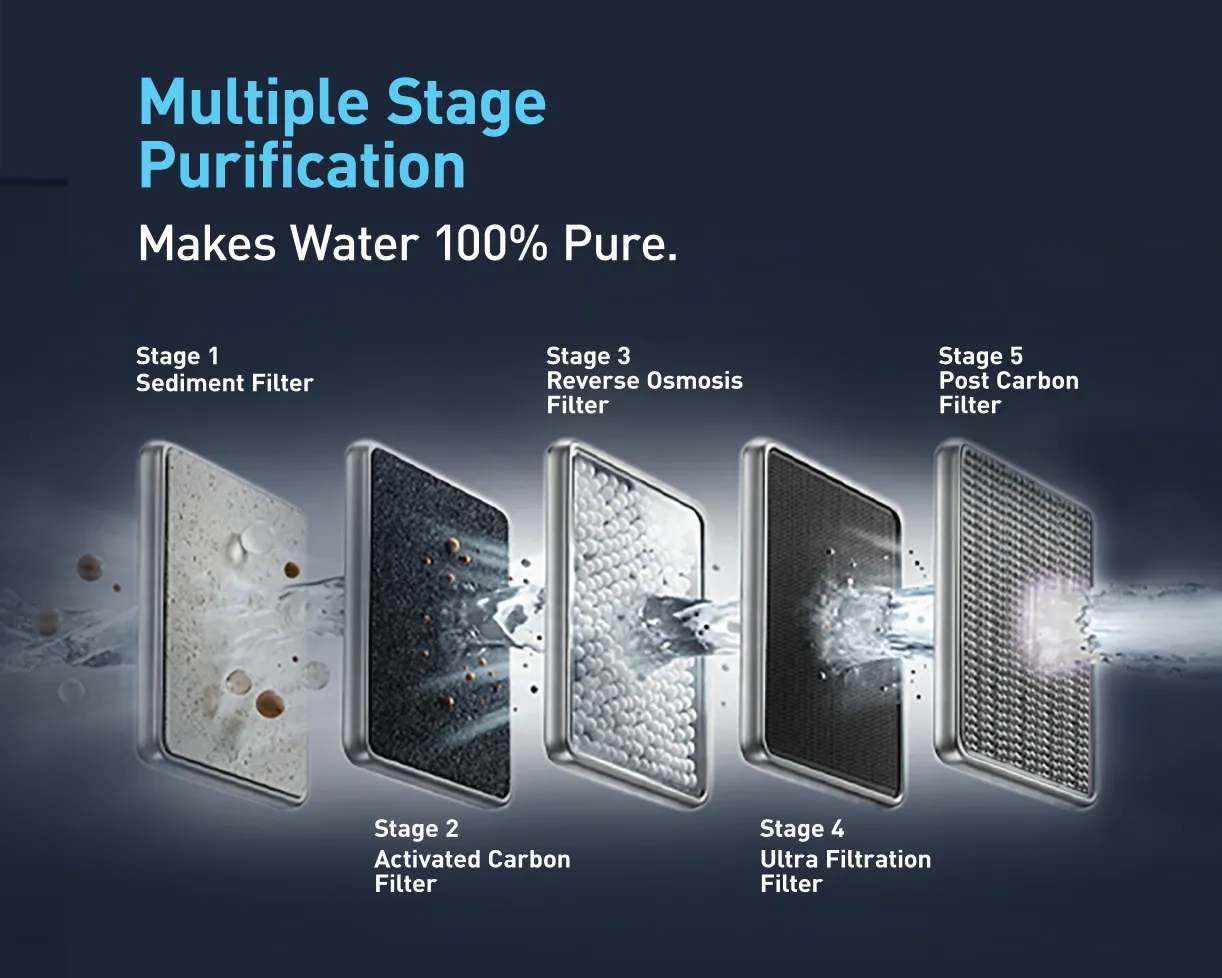 Multiple Stage
Purification
Makes Water 100% Pure.
Stage 1
Sediment Filter
Stage 2
Activated Carbon
Filter
Stage 3
Reverse Osmosis
Filter
Stage 4
Ultra Filtration
Filter
Stage 5
Post Carbon
Filter